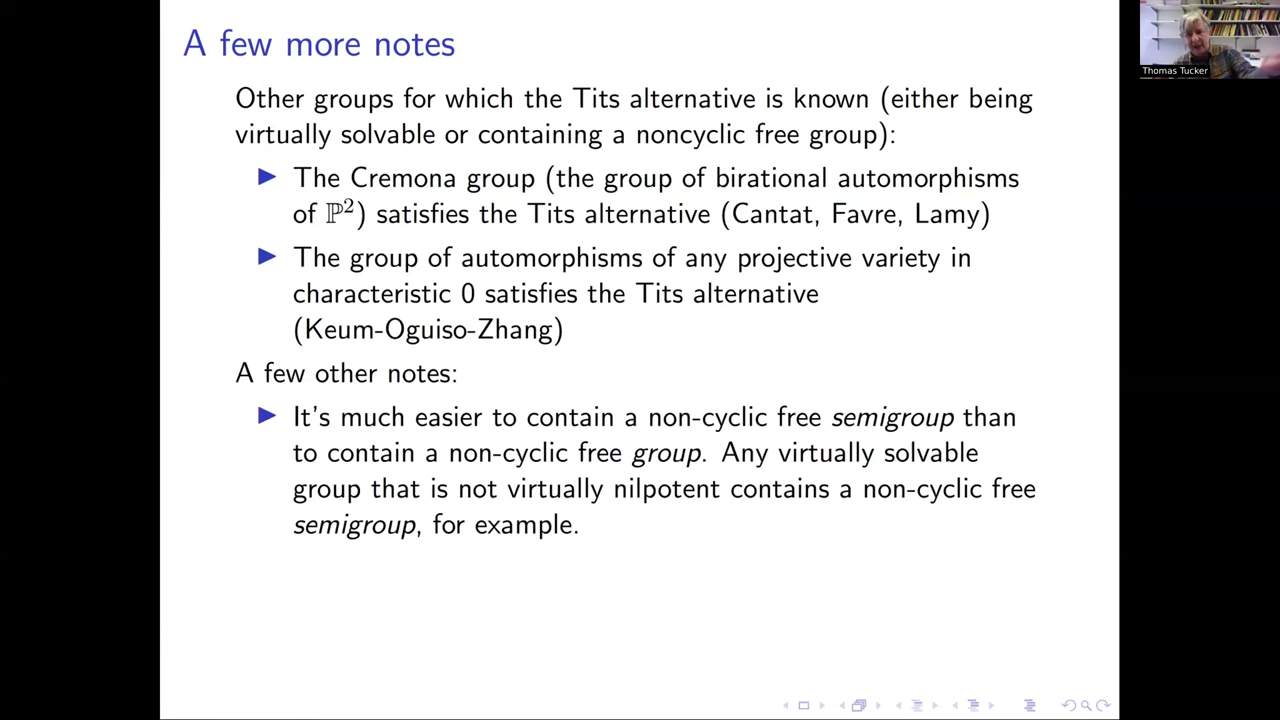 A few more notes
Thomas Tucker
Other groups for which the Tits alternative is known (either being
virtually solvable or containing a noncyclic free group):
The Cremona group (the group of birational automorphisms
of ℙ²) satisfies the Tits alternative (Cantat, Favre, Lamy)
The group of automorphisms of any projective variety in
characteristic 0 satisfies the Tits alternative
(Keum-Oguiso-Zhang)
A few other notes:
It's much easier to contain a non-cyclic free semigroup than
to contain a non-cyclic free group. Any virtually solvable
group that is not virtually nilpotent contains a non-cyclic free
semigroup, for example.